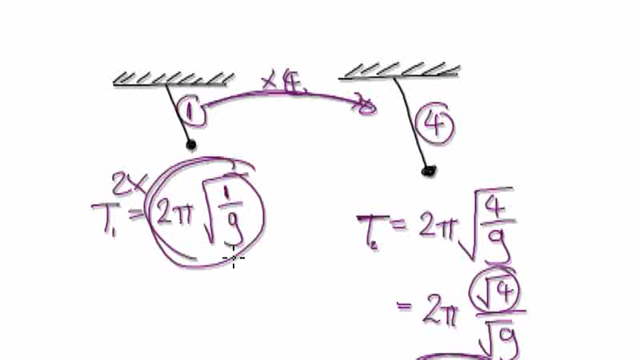 ×4
1
4
2×
T₁ = 2π √(1/g)
T₂ = 2π √(4/g)
= 2π √4/√g